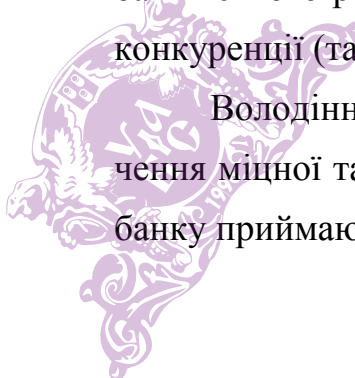 конкуренції (та
Володінн
чення міцної та
банку приймаю